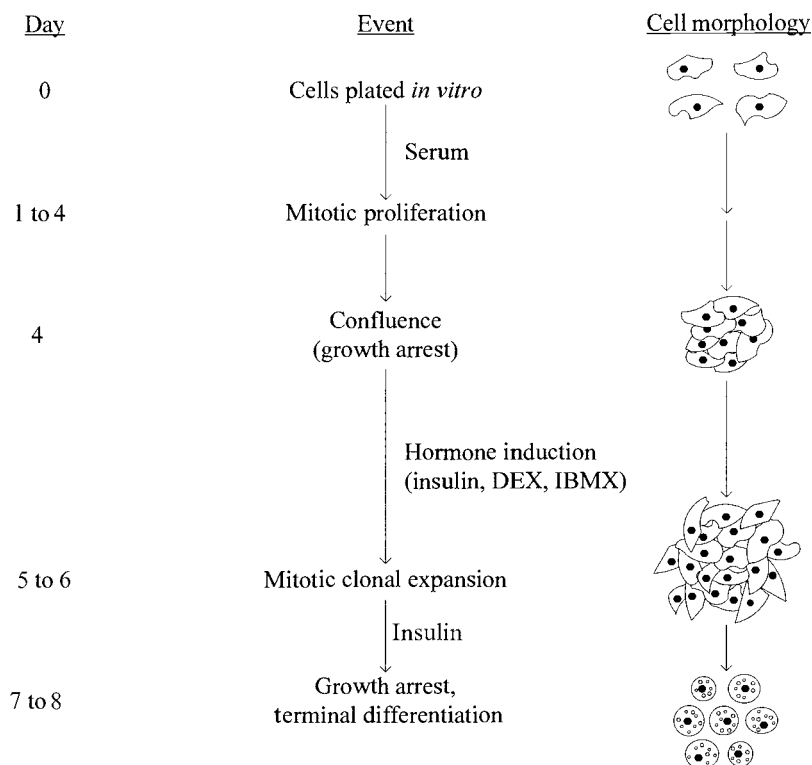 Day Event Cell morphology
0 Cells plated in vitro
Serum
1 to 4 Mitotic proliferation
4 Confluence
(growth arrest)
Hormone induction
(insulin, DEX, IBMX)
5 to 6 Mitotic clonal expansion
Insulin
7 to 8 Growth arrest,
terminal differentiation